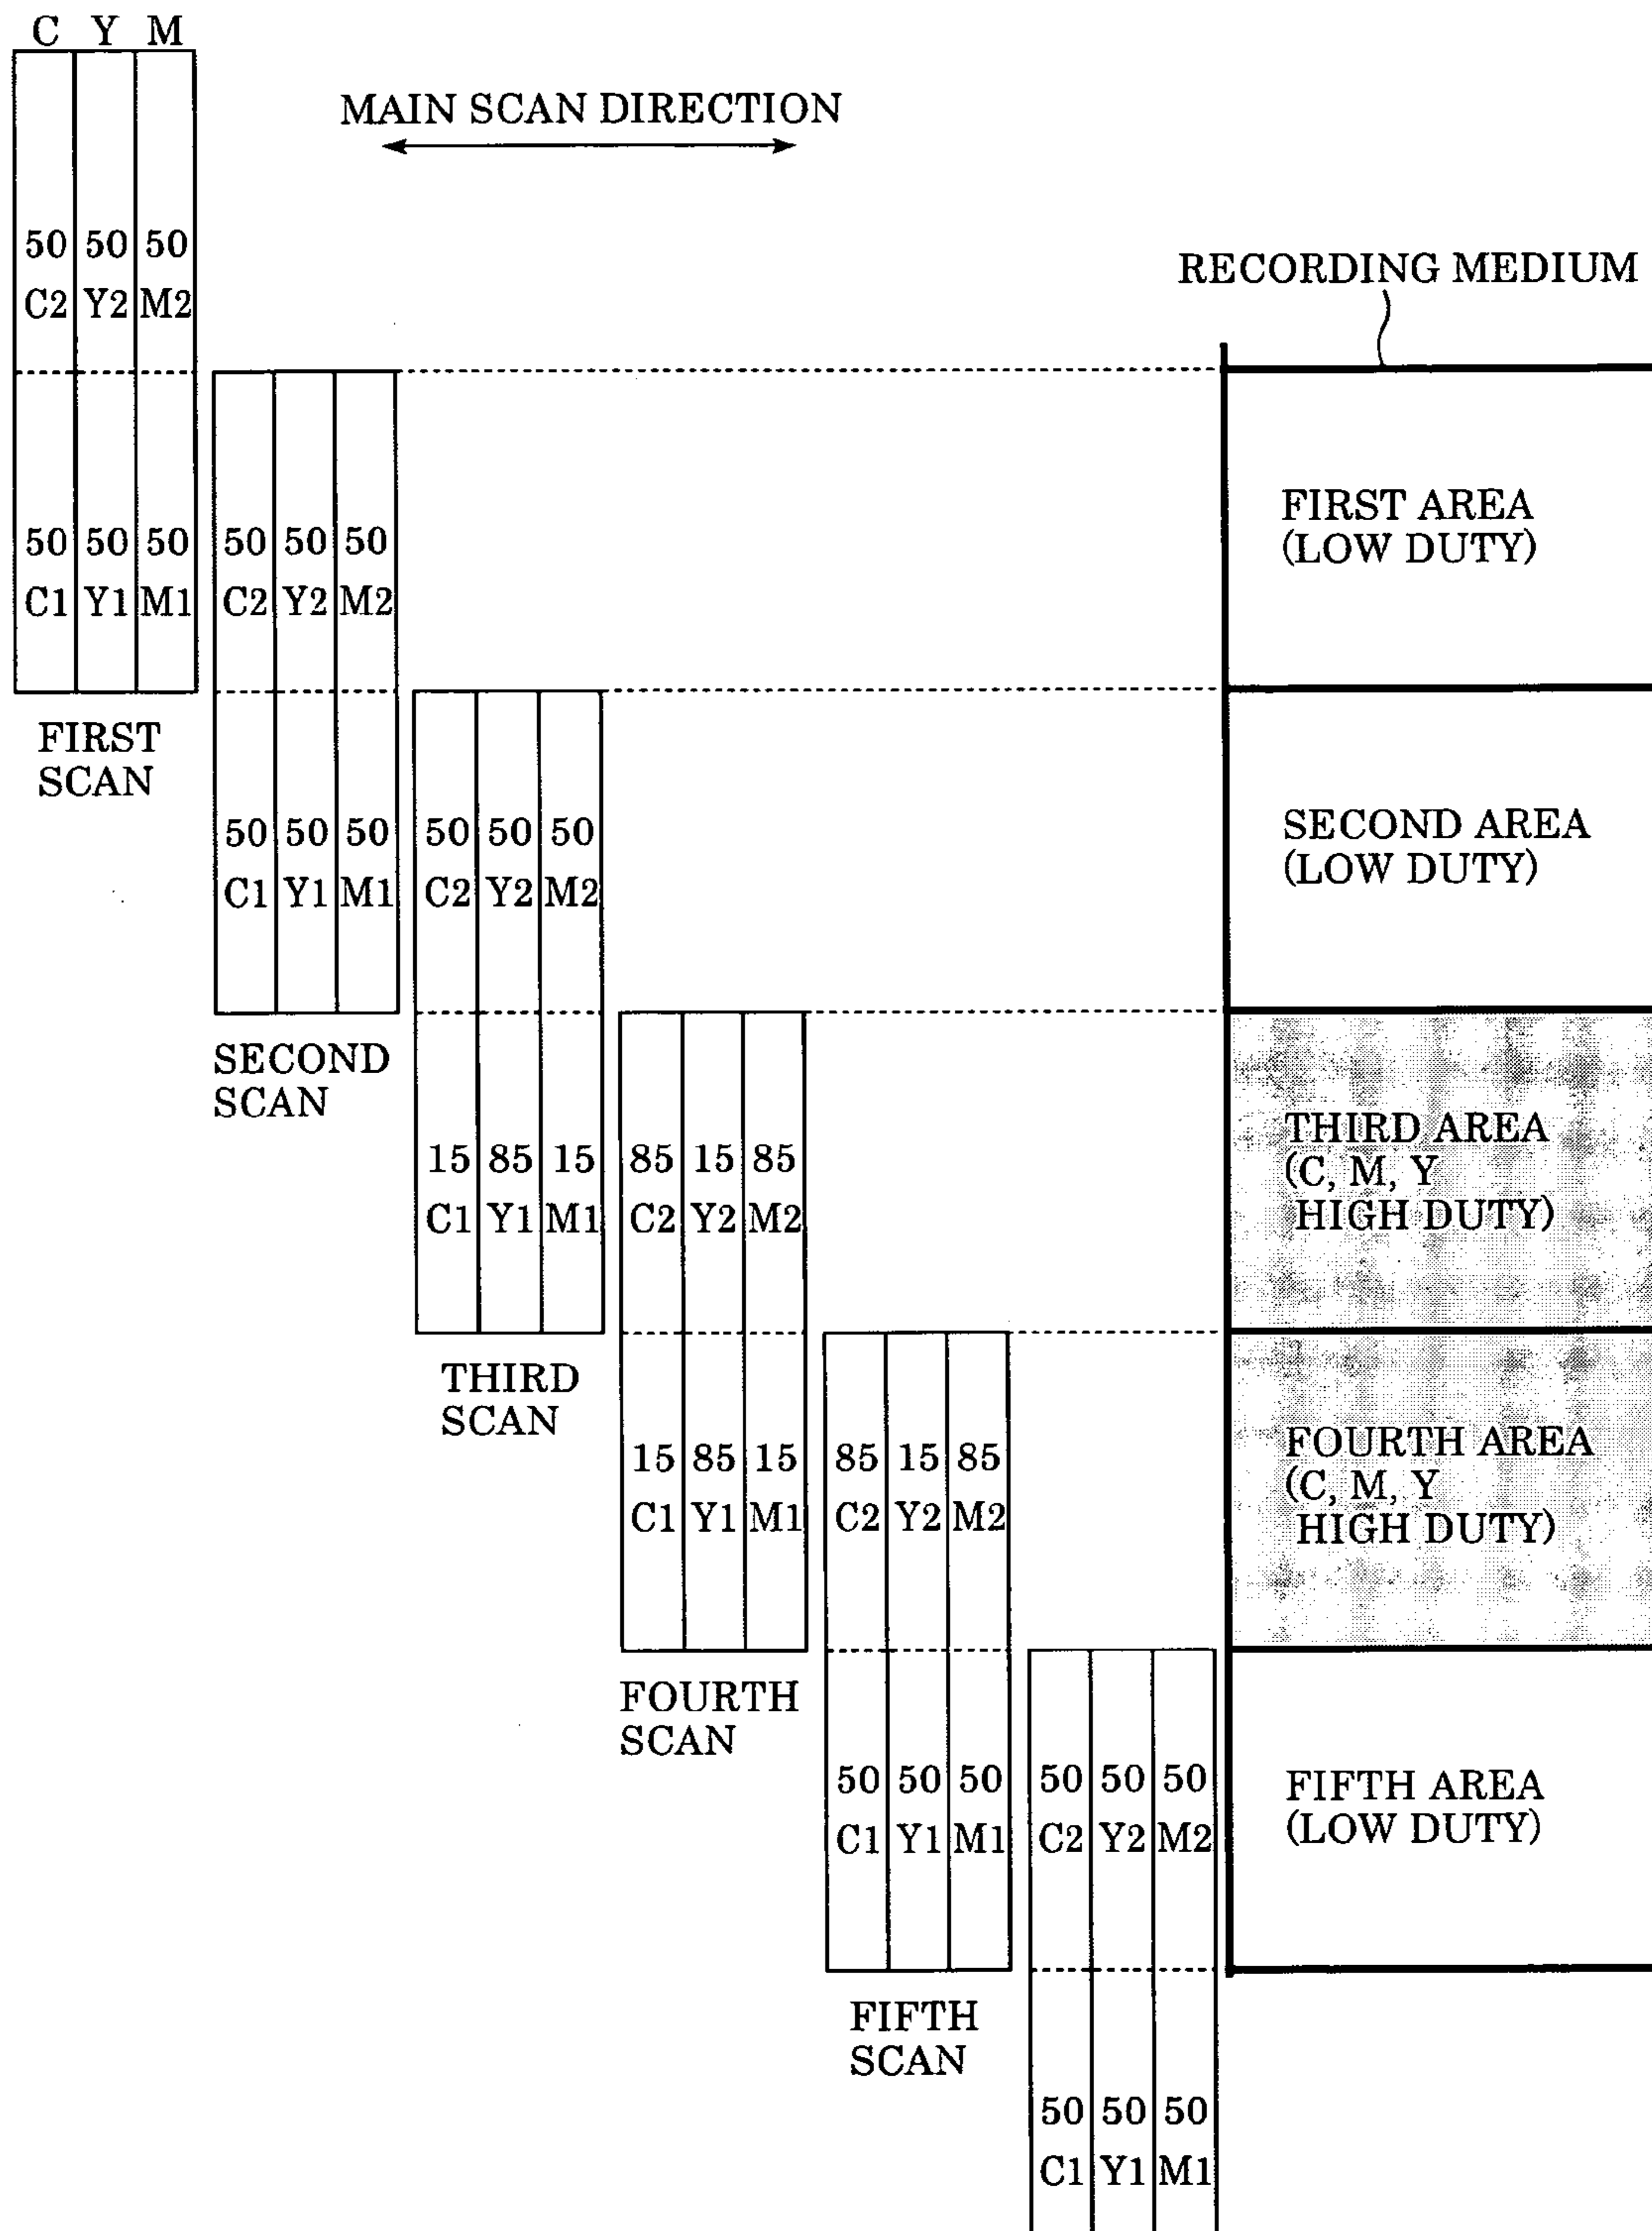 C Y M
MAIN SCAN DIRECTION
50 50 50
C2 Y2 M2
RECORDING MEDIUM
50 50 50
C1 Y1 M1
FIRST
SCAN
50 50 50
C2 Y2 M2
FIRST AREA
(LOW DUTY)
50 50 50
C1 Y1 M1
SECOND
SCAN
50 50 50
C2 Y2 M2
SECOND AREA
(LOW DUTY)
15 85 15
C1 Y1 M1
THIRD
SCAN
85 15 85
C2 Y2 M2
THIRD AREA
(C, M, Y
HIGH DUTY)
15 85 15
C1 Y1 M1
FOURTH
SCAN
85 15 85
C2 Y2 M2
FOURTH AREA
(C, M, Y
HIGH DUTY)
50 50 50
C1 Y1 M1
FIFTH
SCAN
50 50 50
C2 Y2 M2
FIFTH AREA
(LOW DUTY)
50 50 50
C1 Y1 M1